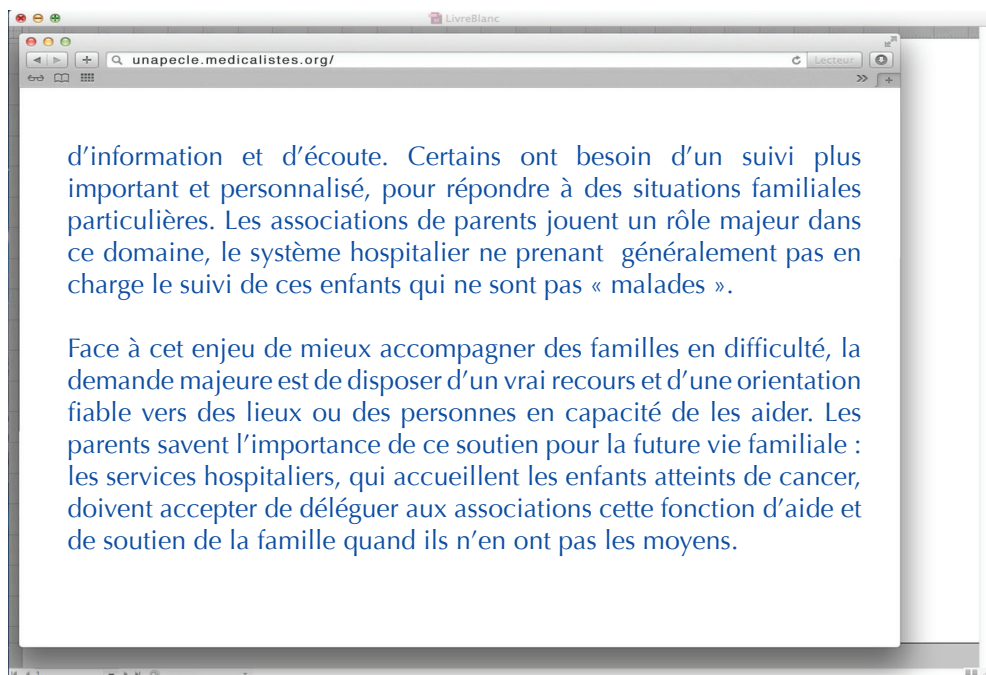 LivreBlanc
unapecle.medicalistes.org/
Lecteur
d'information et d'écoute. Certains ont besoin d'un suivi plus
important et personnalisé, pour répondre à des situations familiales
particulières. Les associations de parents jouent un rôle majeur dans
ce domaine, le système hospitalier ne prenant  généralement pas en
charge le suivi de ces enfants qui ne sont pas « malades ».
Face à cet enjeu de mieux accompagner des familles en difficulté, la
demande majeure est de disposer d'un vrai recours et d'une orientation
fiable vers des lieux ou des personnes en capacité de les aider. Les
parents savent l'importance de ce soutien pour la future vie familiale :
les services hospitaliers, qui accueillent les enfants atteints de cancer,
doivent accepter de déléguer aux associations cette fonction d'aide et
de soutien de la famille quand ils n'en ont pas les moyens.